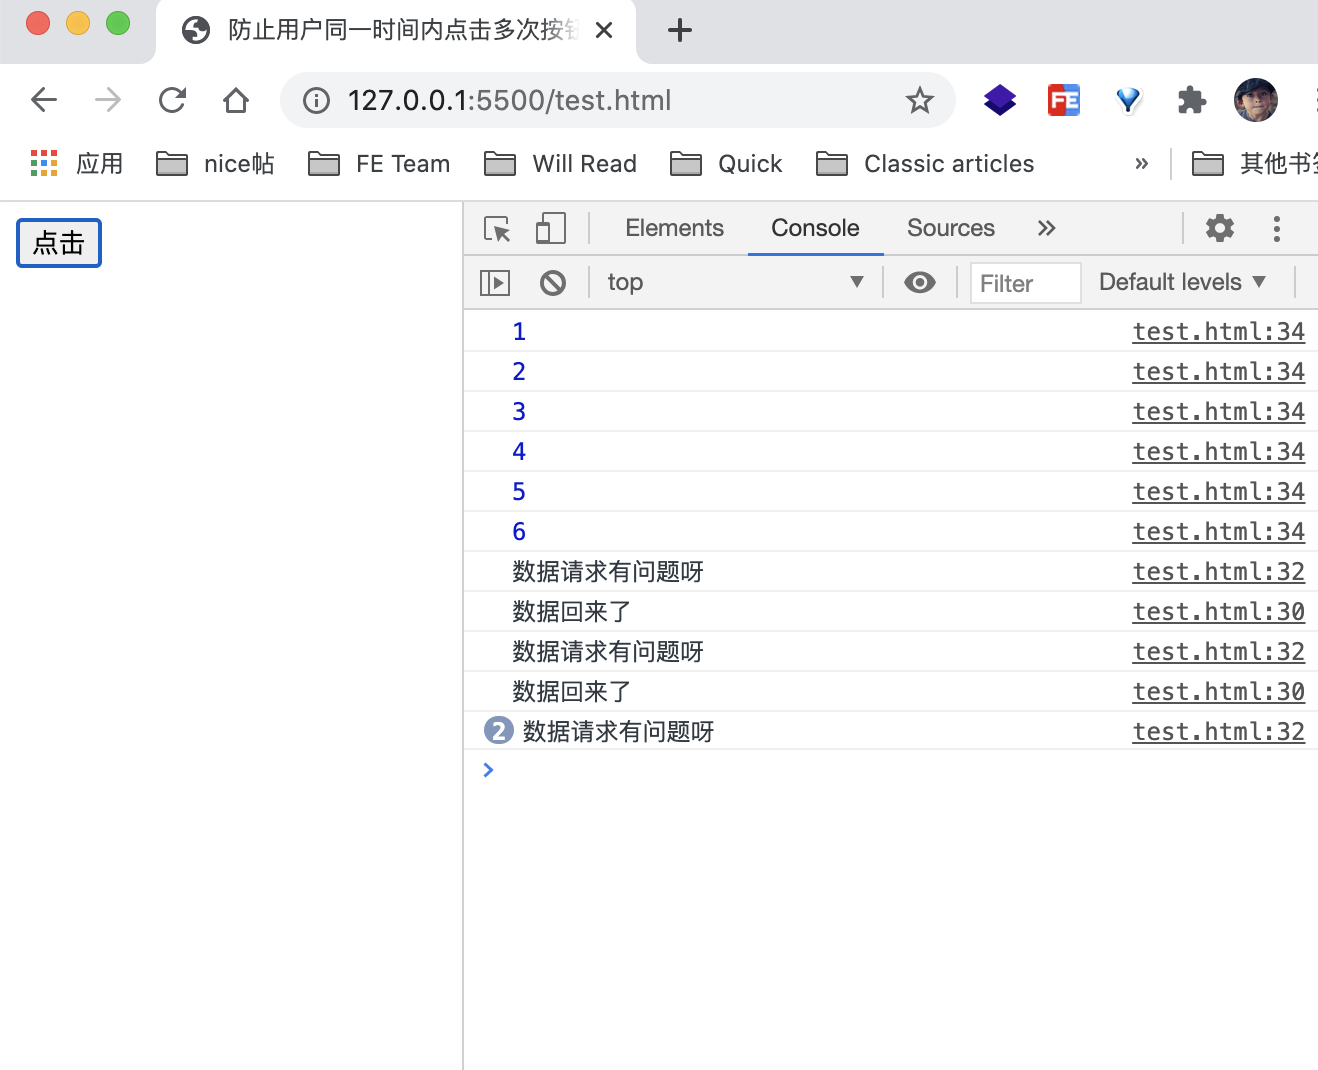 防止用户同一时间内点击多次按
127.0.0.1:5500/test.html
FE
应用 nice帖 FE Team Will Read Quick Classic articles » 其他书
点击
Elements Console Sources »
top Filter Default levels
1 test.html:34
2 test.html:34
3 test.html:34
4 test.html:34
5 test.html:34
6 test.html:34
数据请求有问题呀 test.html:32
数据回来了 test.html:30
数据请求有问题呀 test.html:32
数据回来了 test.html:30
2 数据请求有问题呀 test.html:32